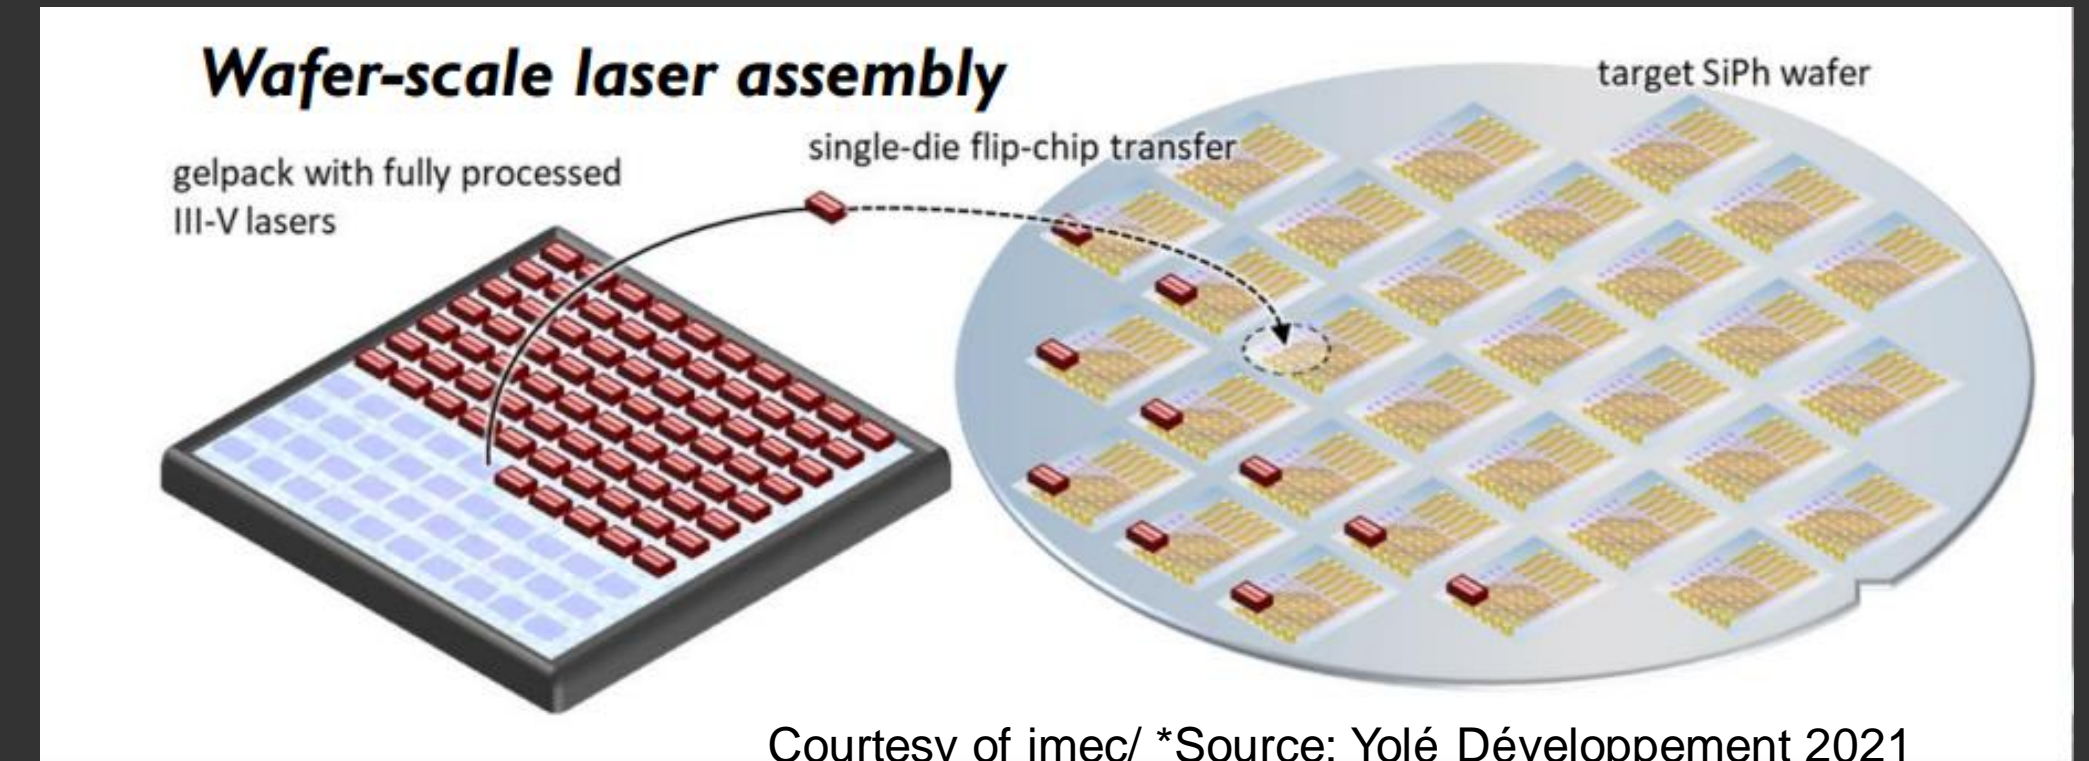 Wafer-scale laser assembly
target SiPh wafer
single-die flip-chip transfer
gelpack with fully processed
III-V lasers
Courtesy of imec/ *Source: Yolé Développement 2021